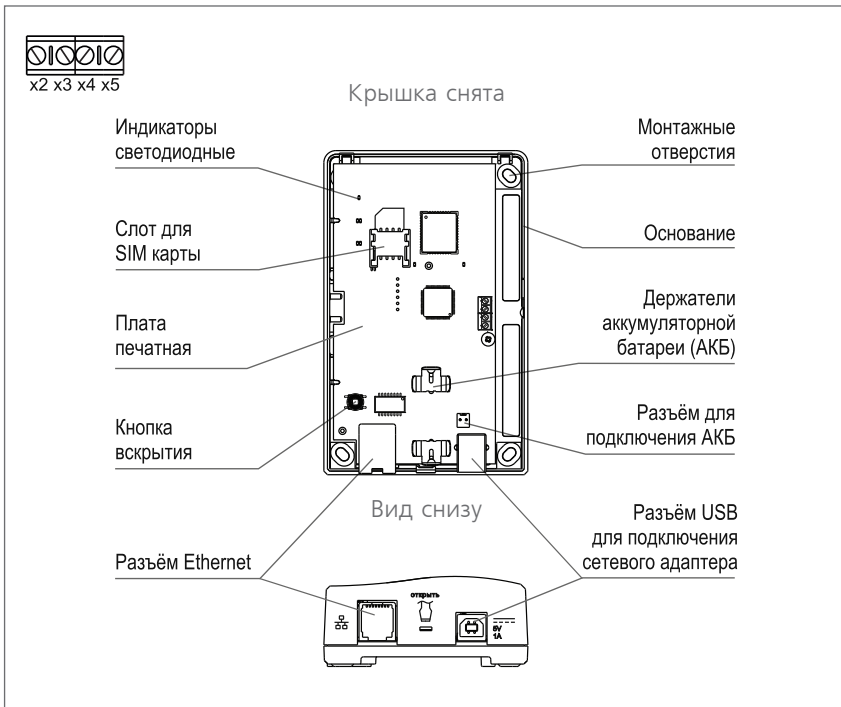 x2 x3 x4 x5
Крышка снята
Индикаторы
светодиодные
Слот для
SIM карты
Плата
печатная
Кнопка
вскрытия
Монтажные
отверстия
Основание
Держатели
аккумуляторной
батареи (АКБ)
Разъём для
подключения АКБ
Вид снизу
Разъём Ethernet
Разъём USB
для подключения
сетевого адаптера
открыть
5V
1A